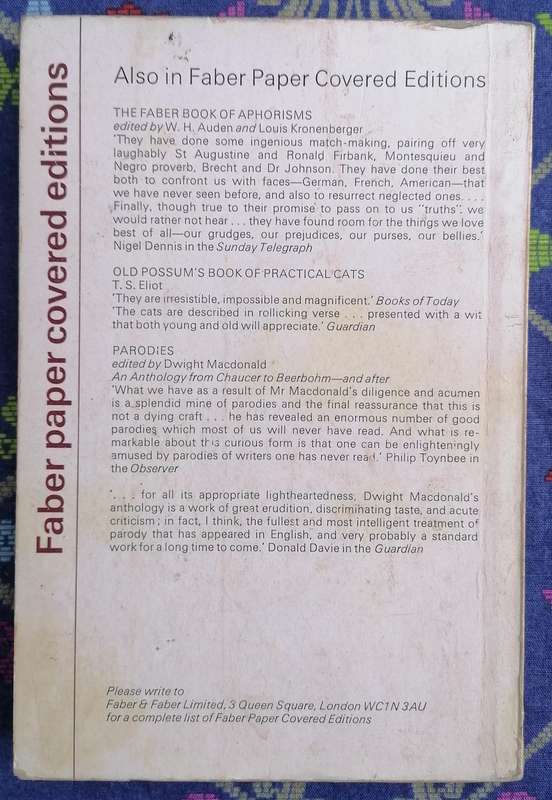 Faber paper covered editions
Also in Faber Paper Covered Editions
THE FABER BOOK OF APHORISMS
edited by W. H. Auden and Louis Kronenberger
'They have done some ingenious match-making, pairing off very
laughably St Augustine and Ronald Firbank, Montesquieu and
Negro proverb, Brecht and Dr Johnson. They have done their best
both to confront us with faces—German, French, American—that
we have never seen before, and also to resurrect neglected ones. . . .
Finally, though true to their promise to pass on to us "truths", we
would rather not hear . . . they have found room for the things we love
best of all—our grudges, our prejudices, our purses, our bellies.'
Nigel Dennis in the Sunday Telegraph
OLD POSSUM'S BOOK OF PRACTICAL CATS
T. S. Eliot
'They are irresistible, impossible and magnificent.' Books of Today
'The cats are described in rollicking verse . . . presented with a wit
that both young and old will appreciate.' Guardian
PARODIES
edited by Dwight Macdonald
An Anthology from Chaucer to Beerbohm—and after
'What we have as a result of Mr Macdonald's diligence and acumen
is a splendid mine of parodies and the final reassurance that this is
not a dying craft . . . he has revealed an enormous number of good
parodies which most of us will never have read. And what is re-
markable about this curious form is that one can be enlighteningly
amused by parodies of writers one has never read.' Philip Toynbee in
the Observer
'. . . for all its appropriate lightheartedness, Dwight Macdonald's
anthology is a work of great erudition, discriminating taste, and acute
criticism; in fact, I think, the fullest and most intelligent treatment of
parody that has appeared in English, and very probably a standard
work for a long time to come.' Donald Davie in the Guardian
Please write to
Faber & Faber Limited, 3 Queen Square, London WC1N 3AU
for a complete list of Faber Paper Covered Editions